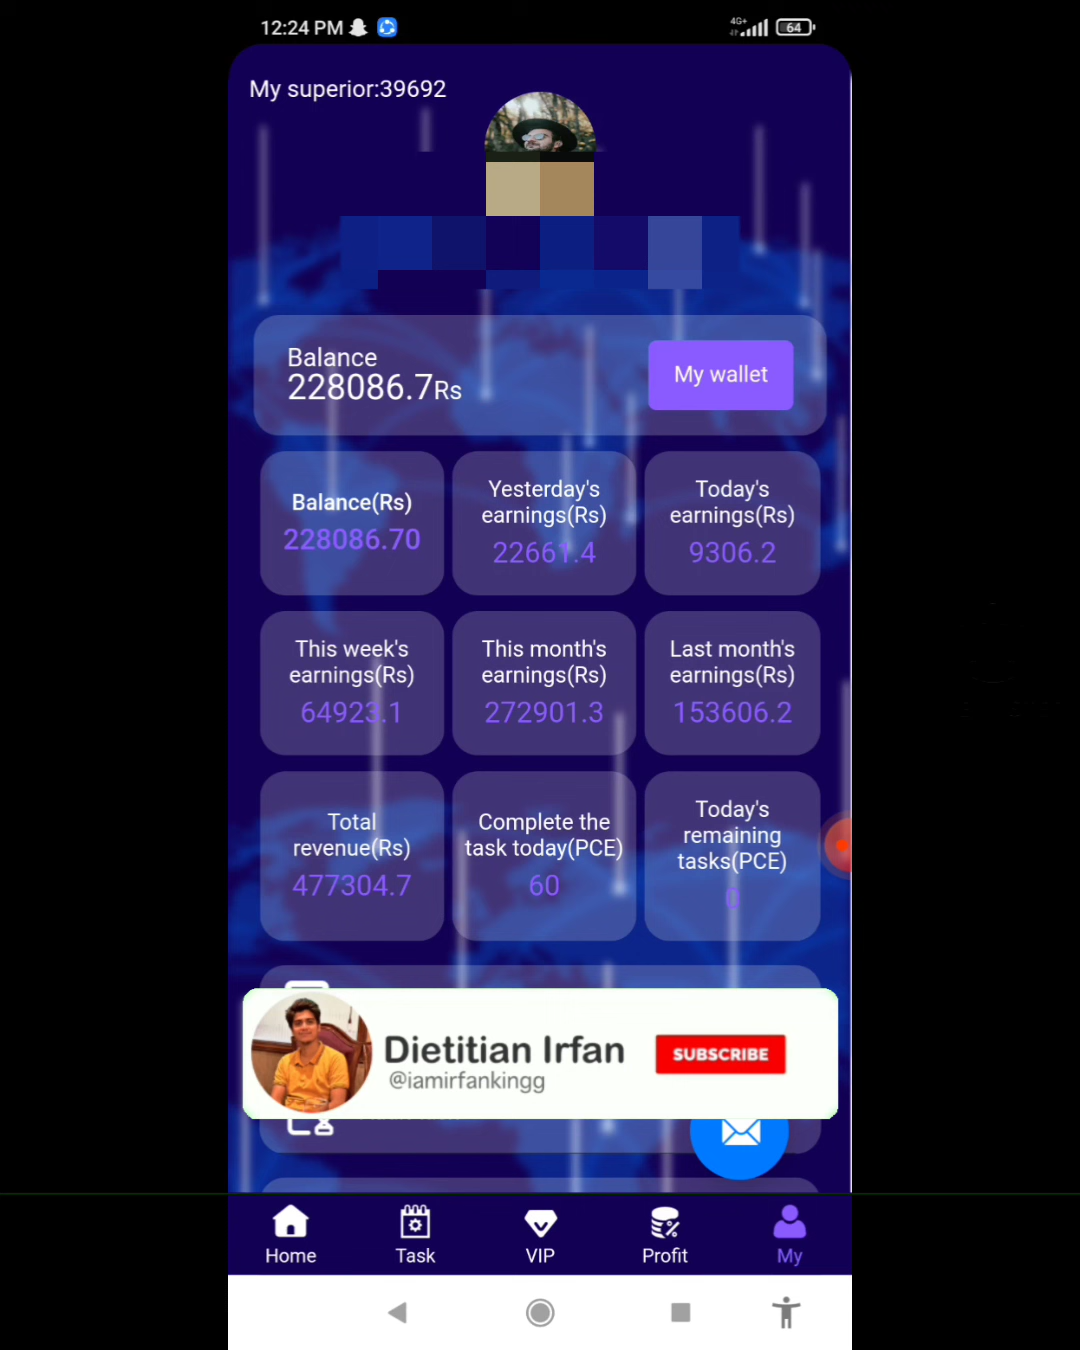 12:24 PM
4G+
64
My superior:39692
Balance
228086.7Rs
My wallet
Balance(Rs)
228086.70
Yesterday's
earnings(Rs)
22661.4
Today's
earnings(Rs)
9306.2
This week's
earnings(Rs)
64923.1
This month's
earnings(Rs)
272901.3
Last month's
earnings(Rs)
153606.2
Total
revenue(Rs)
477304.7
Complete the
task today(PCE)
60
Today's
remaining
tasks(PCE)
0
Dietitian Irfan
@iamirfankingg
SUBSCRIBE
Home
Task
VIP
Profit
My